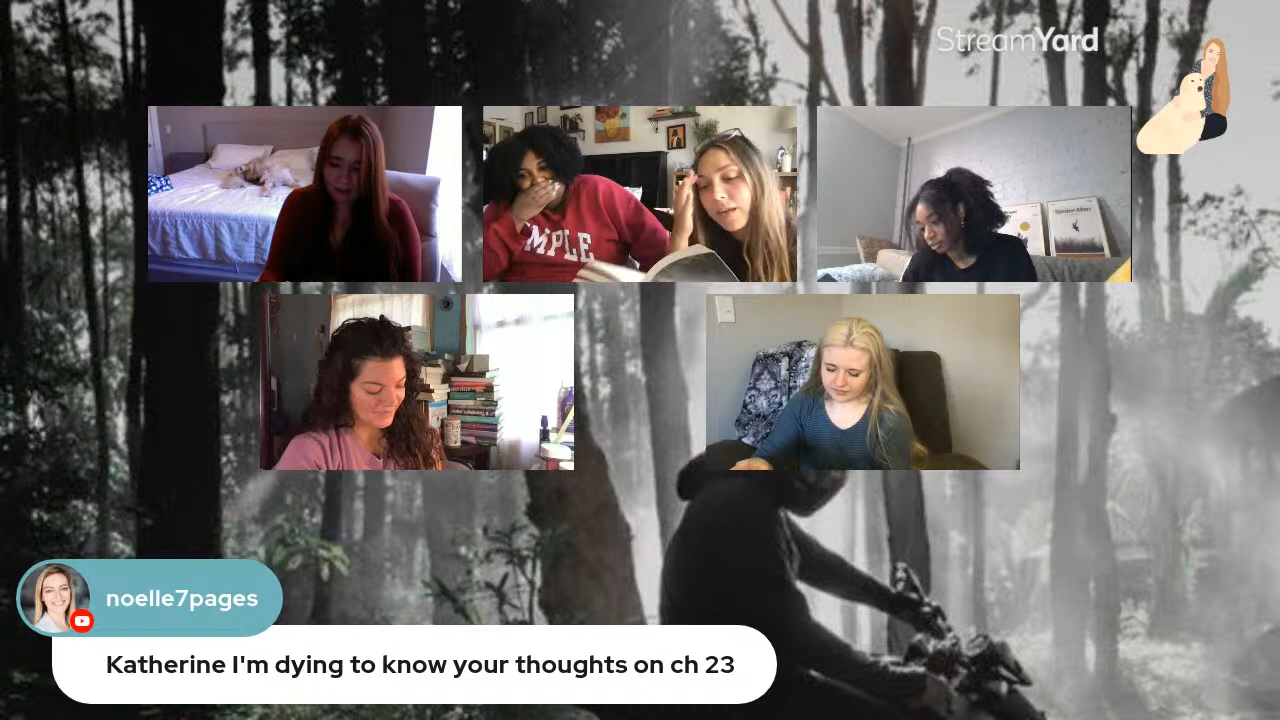 StreamYard
MPLE
Spider-Man
noelle7pages
Katherine I'm dying to know your thoughts on ch 23